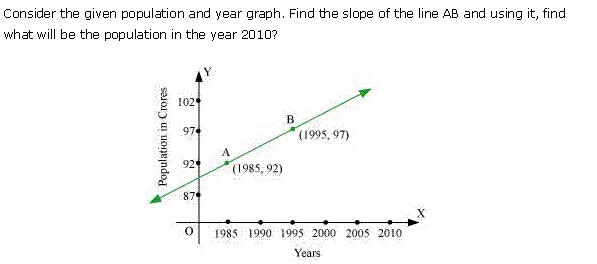 Consider the given population and year graph. Find the slope of the line AB and using it, find
what will be the population in the year 2010?
Y
Population in Crores
102
97
92
87
B
(1995, 97)
A
(1985, 92)
X
O
1985 1990 1995 2000 2005 2010
Years